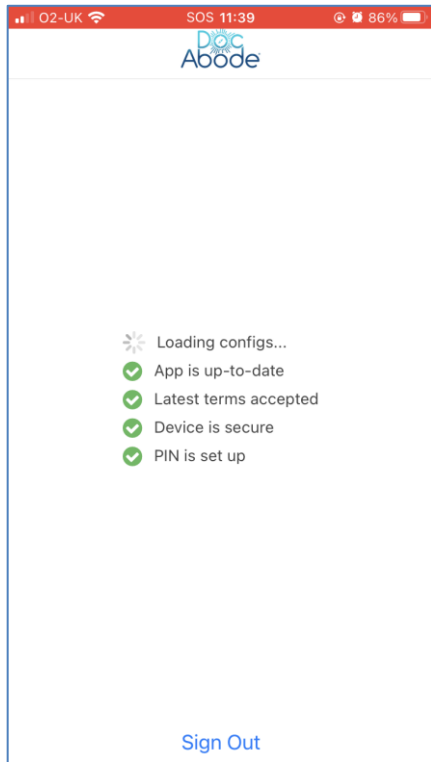 O2-UK SOS 11:39 86%
Doc
Abode
Loading configs...
App is up-to-date
Latest terms accepted
Device is secure
PIN is set up
Sign Out